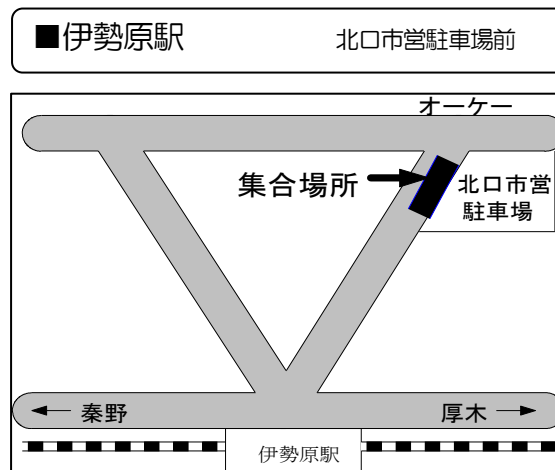 ■伊勢原駅 北口市営駐車場前
オーケー
集合場所
北口市営
駐車場
秦野
厚木
伊勢原駅